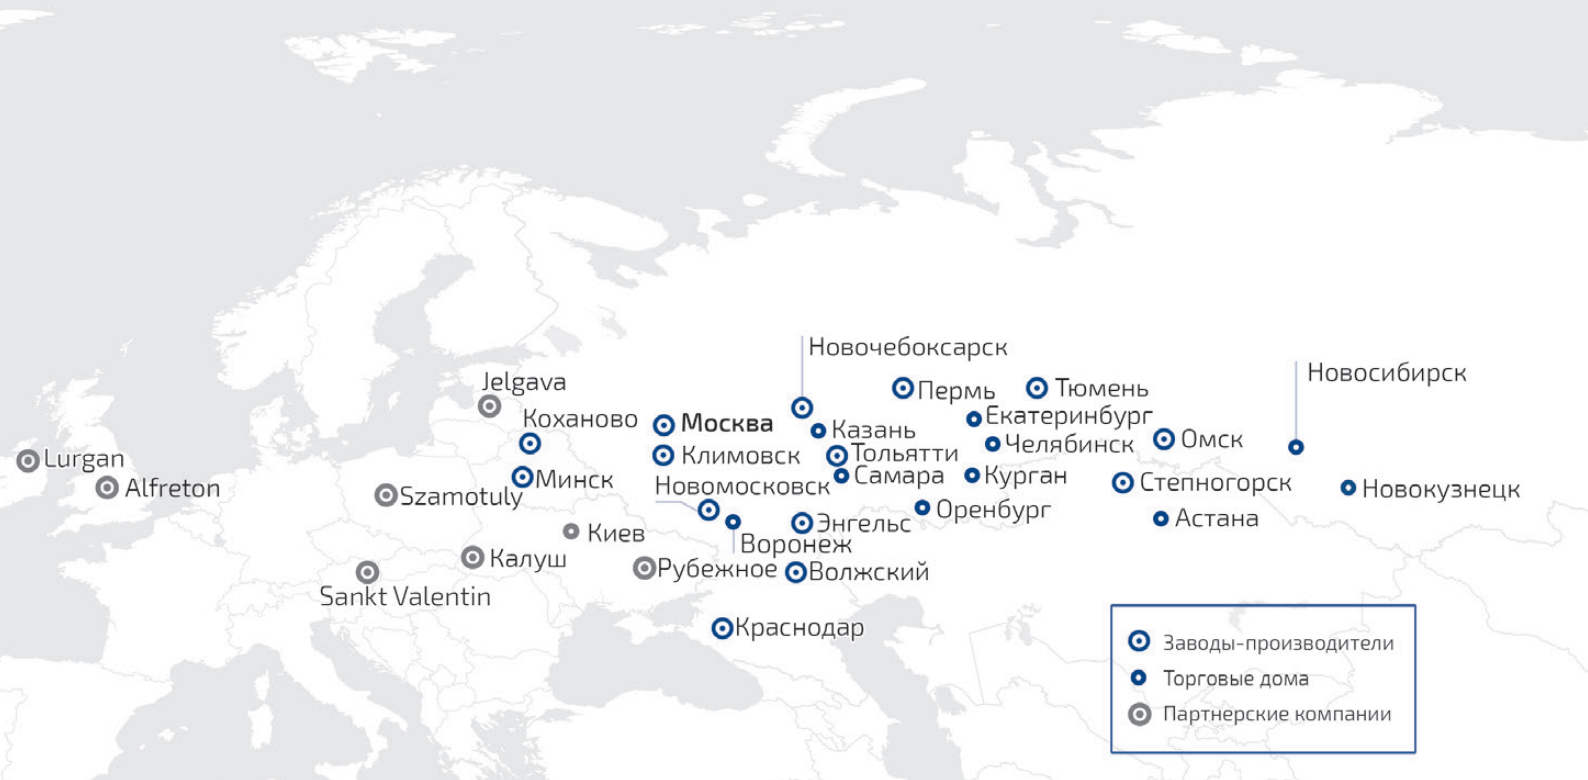 Новочебоксарск
Новосибирск
Jelgava
Пермь
Тюмень
Коханово
Москва
Казань
Екатеринбург
Челябинск
Омск
Lurgan
Климовск
Тольятти
Alfreton
Szamotuly
Минск
Новомосковск
Самара
Курган
Степногорск
Новокузнецк
Киев
Энгельс
Оренбург
Астана
Воронеж
Калуш
Рубежное
Волжский
Sankt Valentin
Краснодар
Заводы-производители
Торговые дома
Партнерские компании